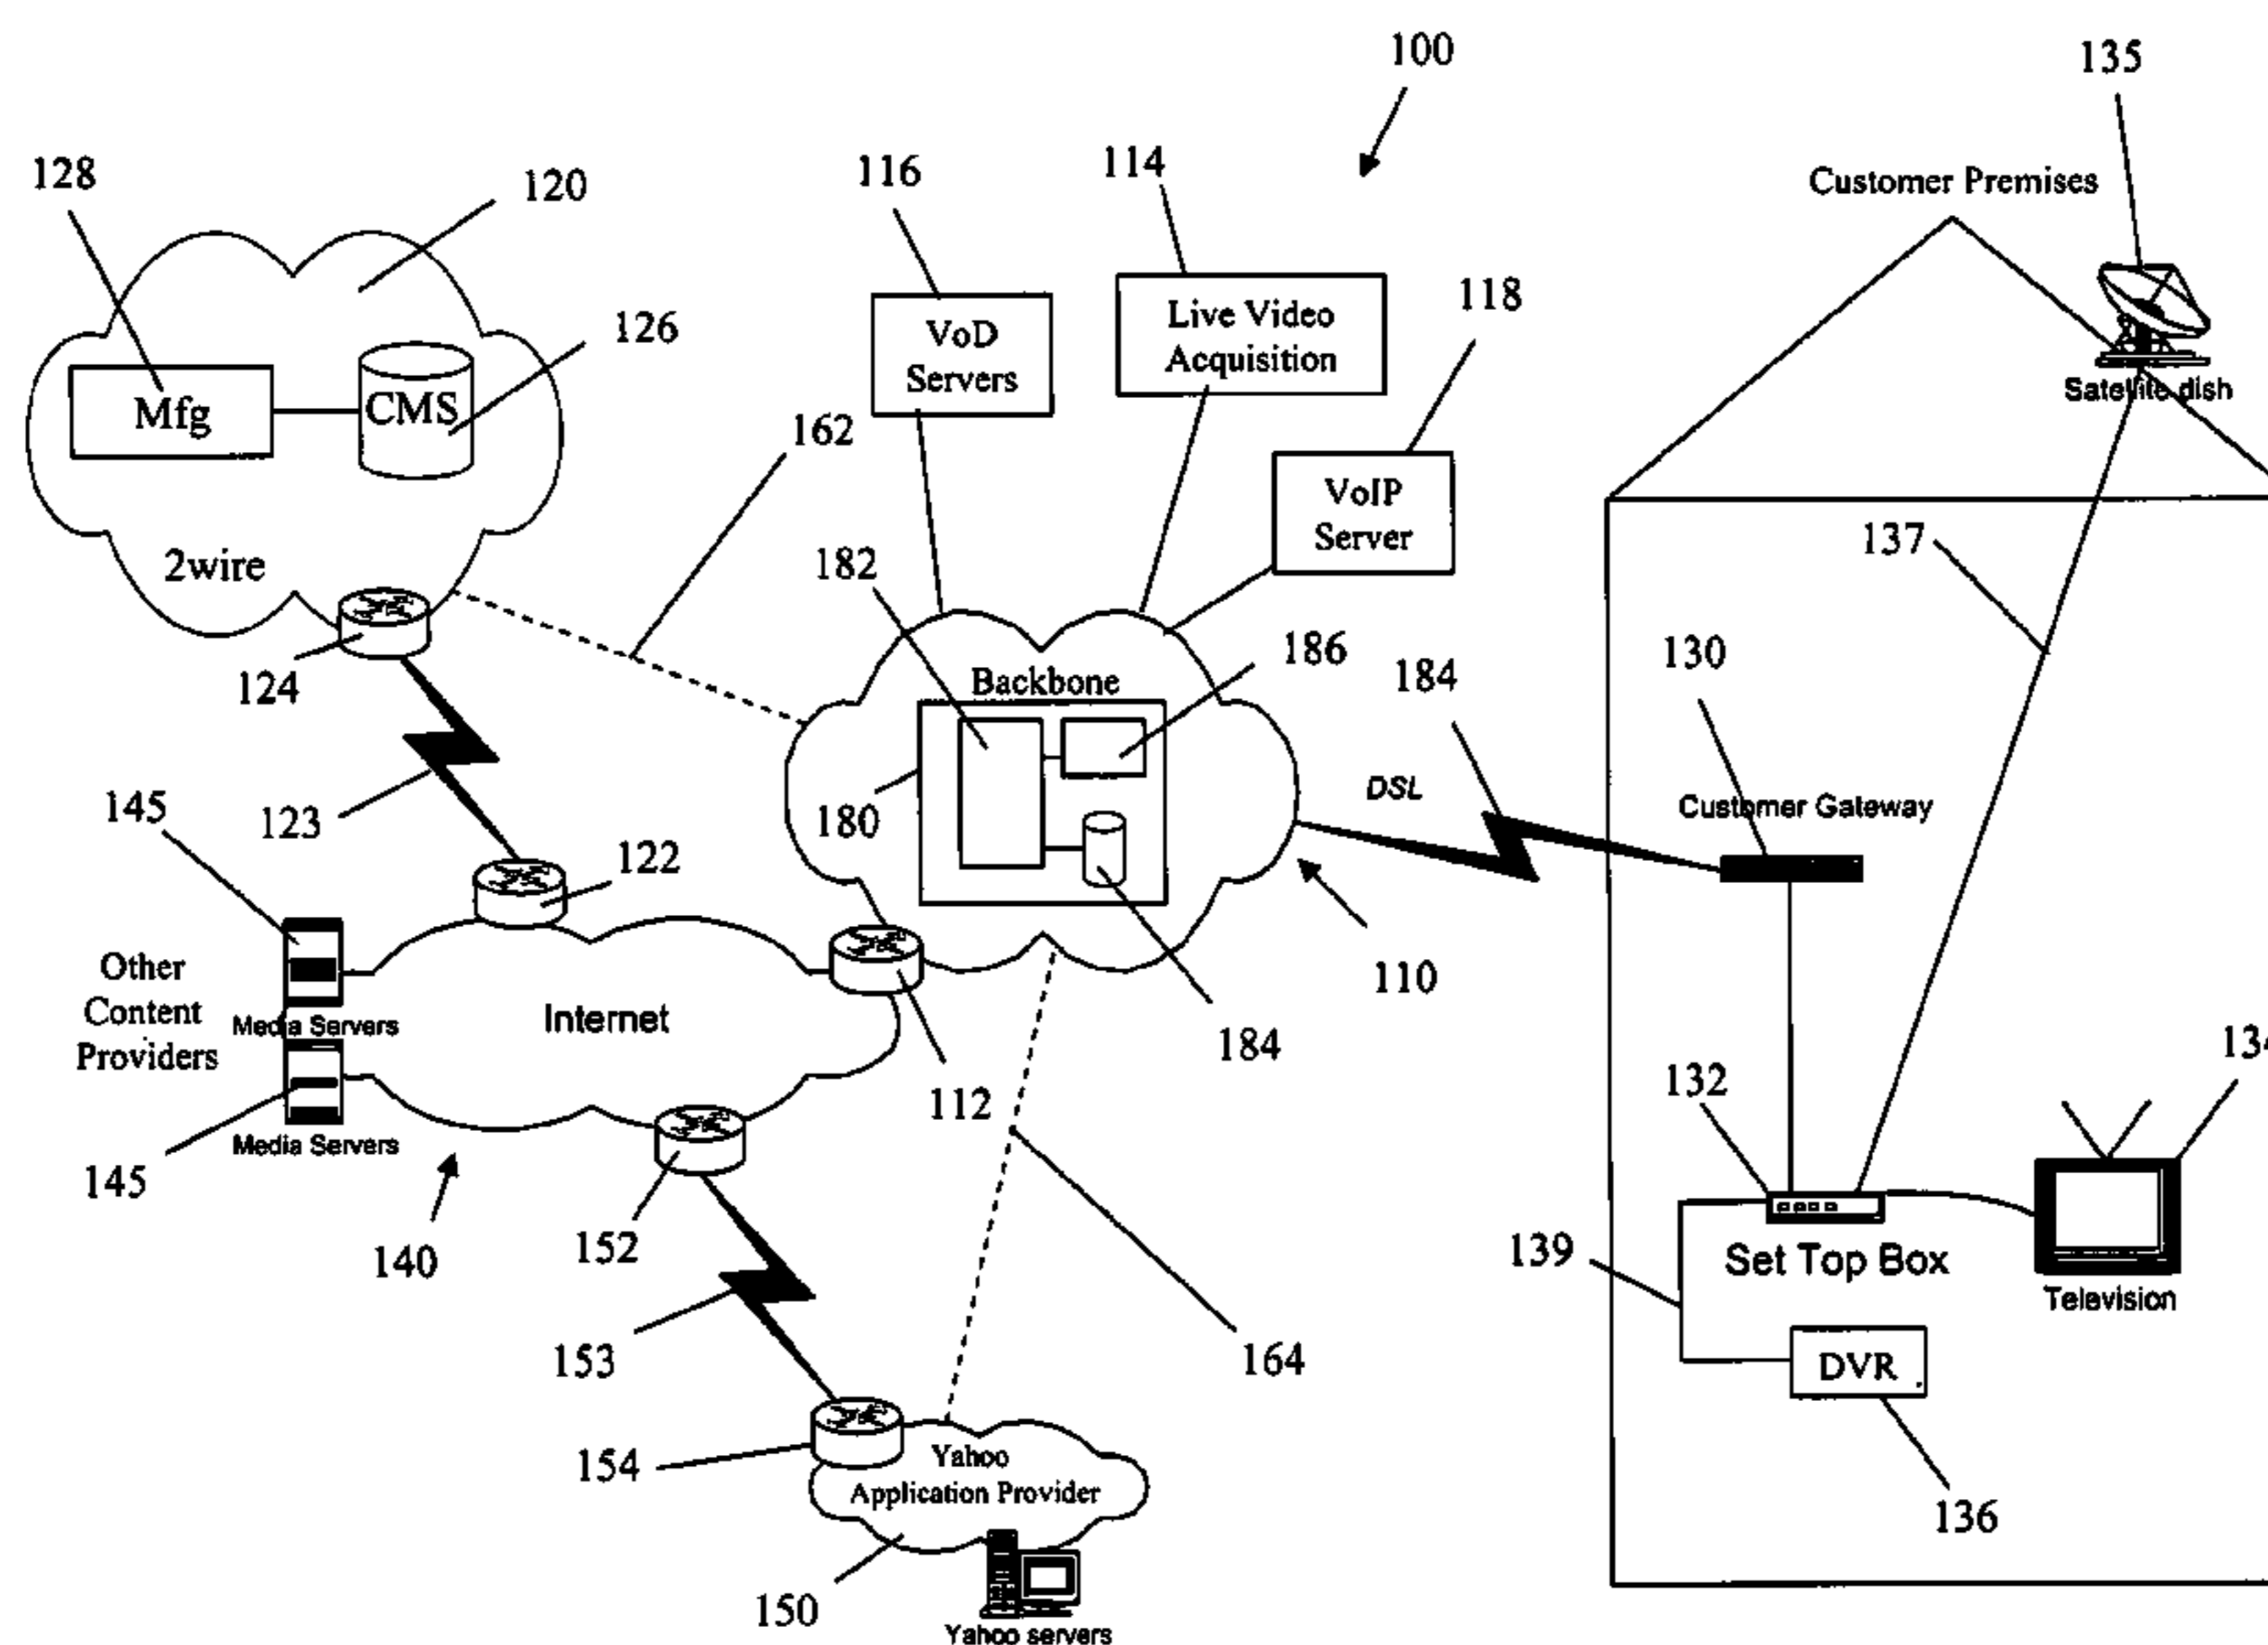 100
135
128
120
116
114
Customer Premises
118
126
VoD
Servers
Live Video
Acquisition
Mfg
CMS
Satellite dish
162
VoIP
Server
2wire
182
137
124
186
130
184
Backbone
DSL
145
123
180
Customer Gateway
122
Other
Content
Providers
Media Servers
Internet
110
184
112
132
Media Servers
145
140
152
139
Set Top Box
Television
153
164
DVR
154
Yahoo
Application Provider
136
150
Yahoo servers